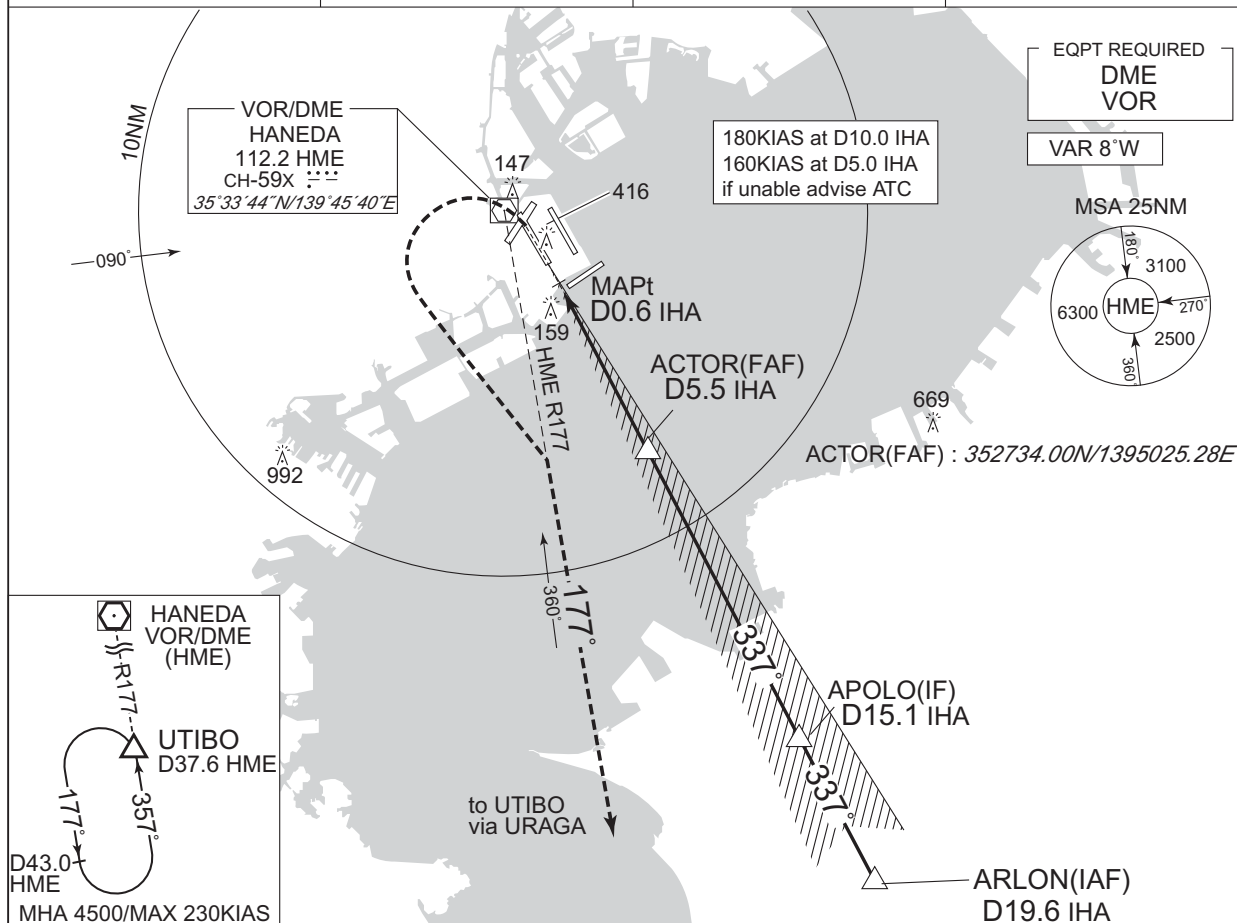 10NM
VOR/DME
HANEDA
112.2 HME
CH-59X
35°33′44″N/139°45′40″E
147
416
180KIAS at D10.0 IHA
160KIAS at D5.0 IHA
if unable advise ATC
EQPT REQUIRED
DME
VOR
VAR 8°W
MSA 25NM
180°
3100
6300
HME
270°
2500
360°
090°
MAPt
D0.6 IHA
159
HME R177
ACTOR(FAF)
D5.5 IHA
669
ACTOR(FAF) : 352734.00N/1395025.28E
992
360°
177°
337°
APOLO(IF)
D15.1 IHA
337°
to UTIBO
via URAGA
ARLON(IAF)
D19.6 IHA
HANEDA
VOR/DME
(HME)
R177
UTIBO
D37.6 HME
177°
357°
D43.0
HME
MHA 4500/MAX 230KIAS